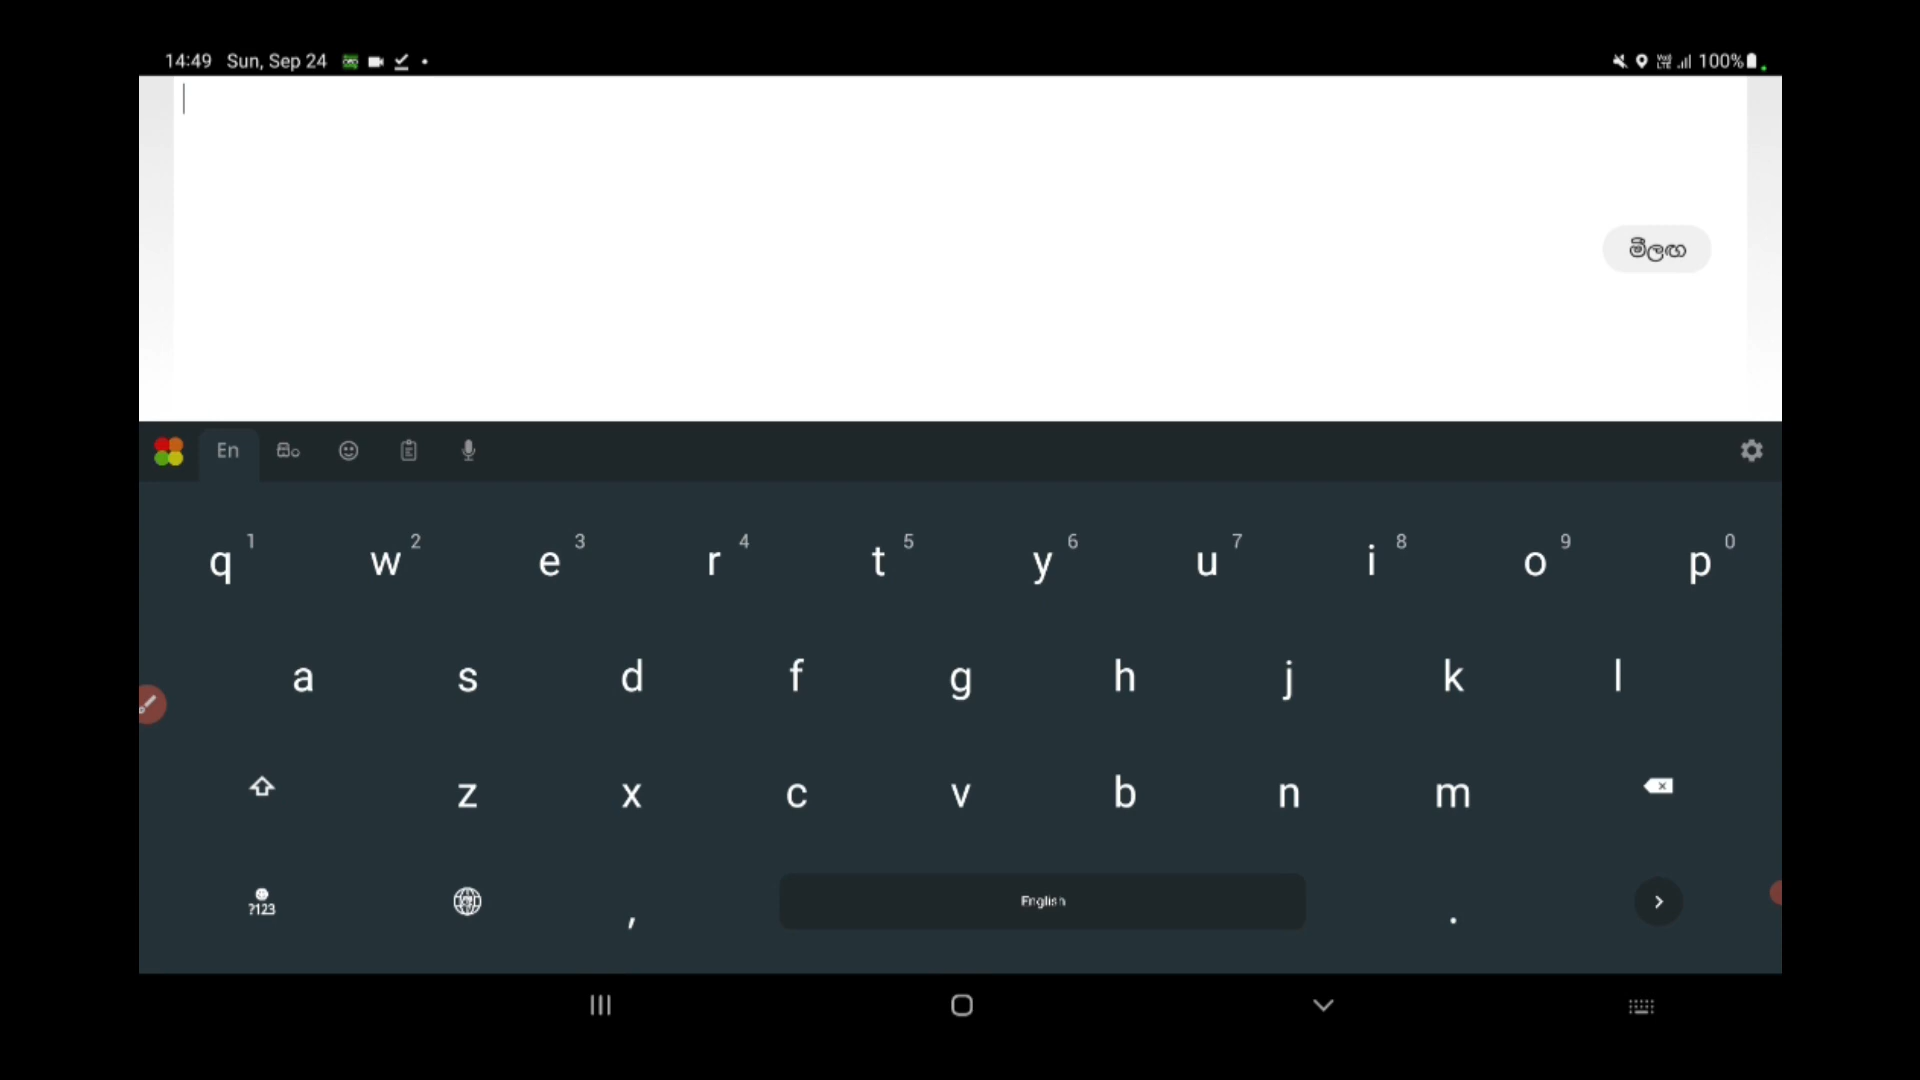 14:49 Sun, Sep 24
100%
මීලඟ
En
q 1 w 2 e 3 r 4 t 5 y 6 u 7 i 8 o 9 p 0
a s d f g h j k l
z x c v b n m
?123 , English .